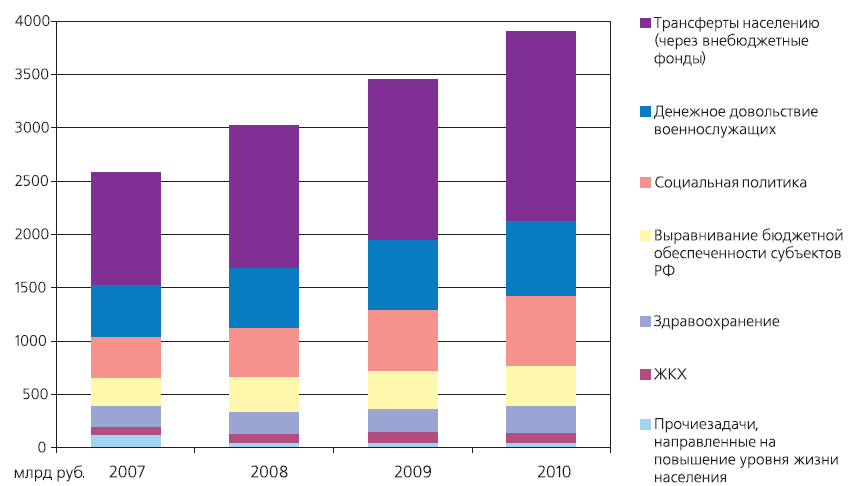 4000
3500
3000
2500
2000
1500
1000
500
0
млрд руб.
2007
2008
2009
2010
Трансферты населению
(через внебюджетные
фонды)
Денежное довольствие
военнослужащих
Социальная политика
Выравнивание бюджетной
обеспеченности субъектов
РФ
Здравоохранение
ЖКХ
Прочиезадачи,
направленные на
повышение уровня жизни
населения